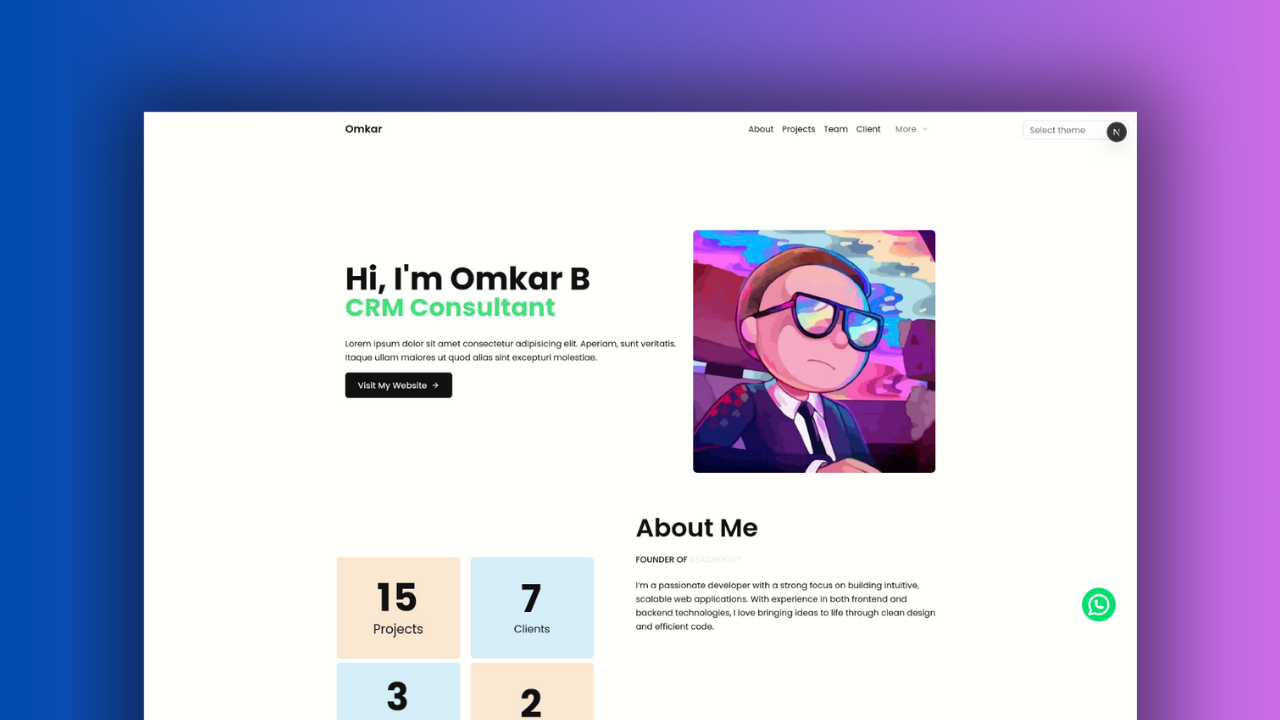 Omkar
About Projects Team Client More
Select theme
N
Hi, I'm Omkar B
CRM Consultant
Lorem ipsum dolor sit amet consectetur adipisicing elit. Aperiam, sunt veritatis.
Itaque ullam maiores ut quod alias sint excepturi molestiae.
Visit My Website →
About Me
FOUNDER OF REACHOOUT
I'm a passionate developer with a strong focus on building intuitive,
scalable web applications. With experience in both frontend and
backend technologies, I love bringing ideas to life through clean design
and efficient code.
15
Projects
7
Clients
3
2